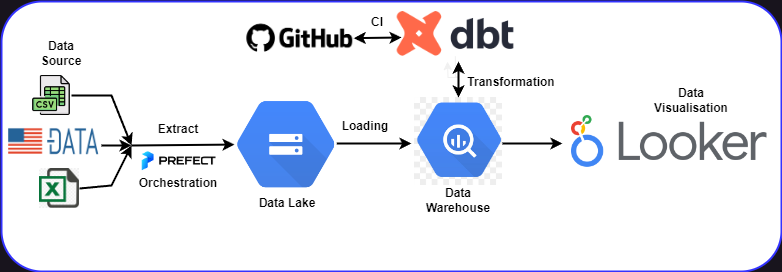 Data
Source
CSV
DATA
X
Extract
PREFECT
Orchestration
Data Lake
Loading
GitHub
CI
dbt
Transformation
Data
Warehouse
Data
Visualisation
Looker